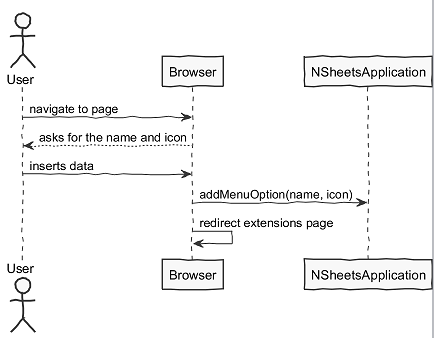 User
Browser
NSheetsApplication
navigate to page
asks for the name and icon
inserts data
addMenuOption(name, icon)
redirect extensions page
User
Browser
NSheetsApplication